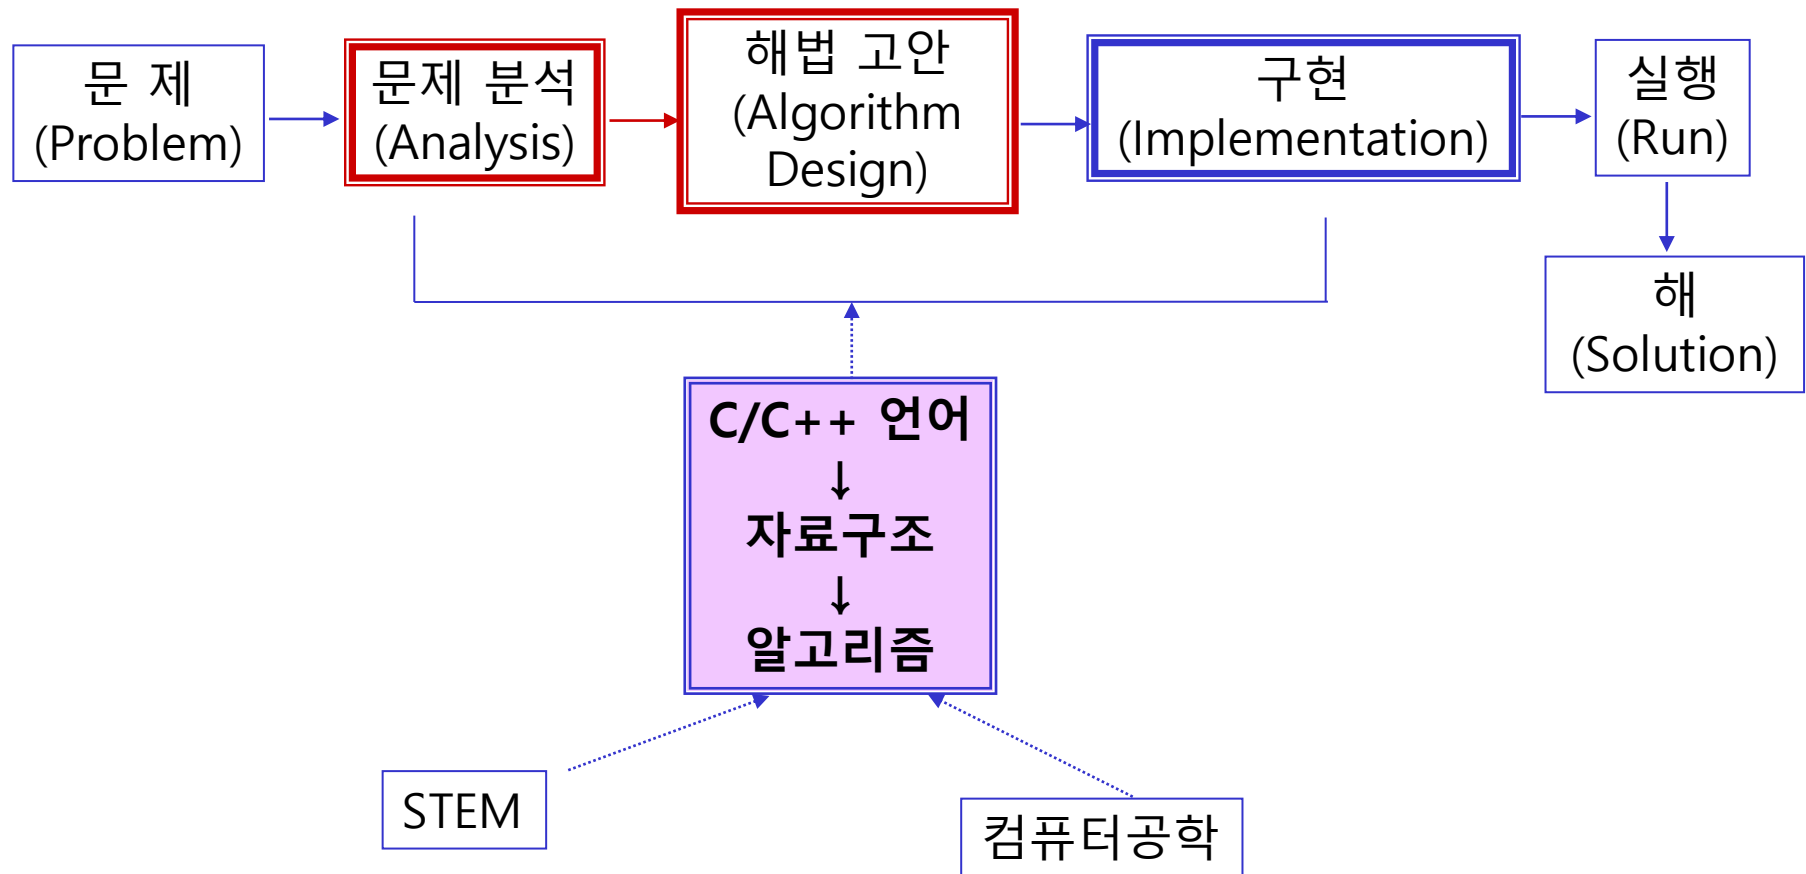 문 제
(Problem)
문제 분석
(Analysis)
해법 고안
(Algorithm
Design)
구현
(Implementation)
실행
(Run)
해
(Solution)
C/C++ 언어
↓
자료구조
↓
알고리즘
STEM
컴퓨터공학